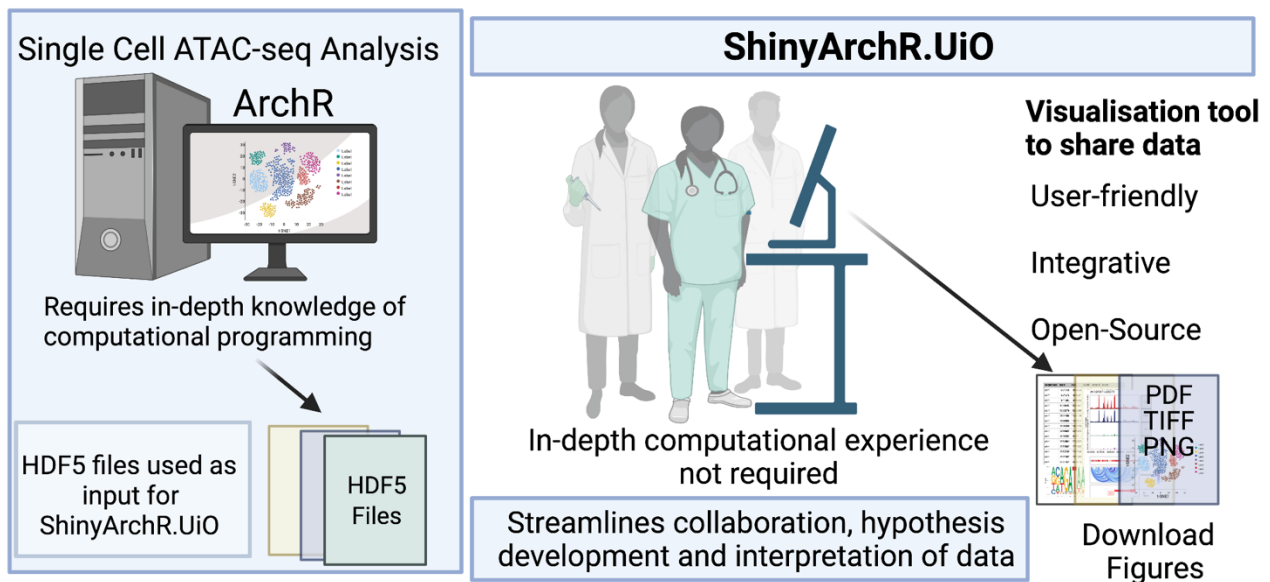 Single Cell ATAC-seq Analysis
ArchR
Requires in-depth knowledge of
computational programming
HDF5 files used as
input for
ShinyArchR.UiO
HDF5
Files
ShinyArchR.UiO
Visualisation tool
to share data
User-friendly
Integrative
Open-Source
PDF
TIFF
PNG
Download
Figures
In-depth computational experience
not required
Streamlines collaboration, hypothesis
development and interpretation of data